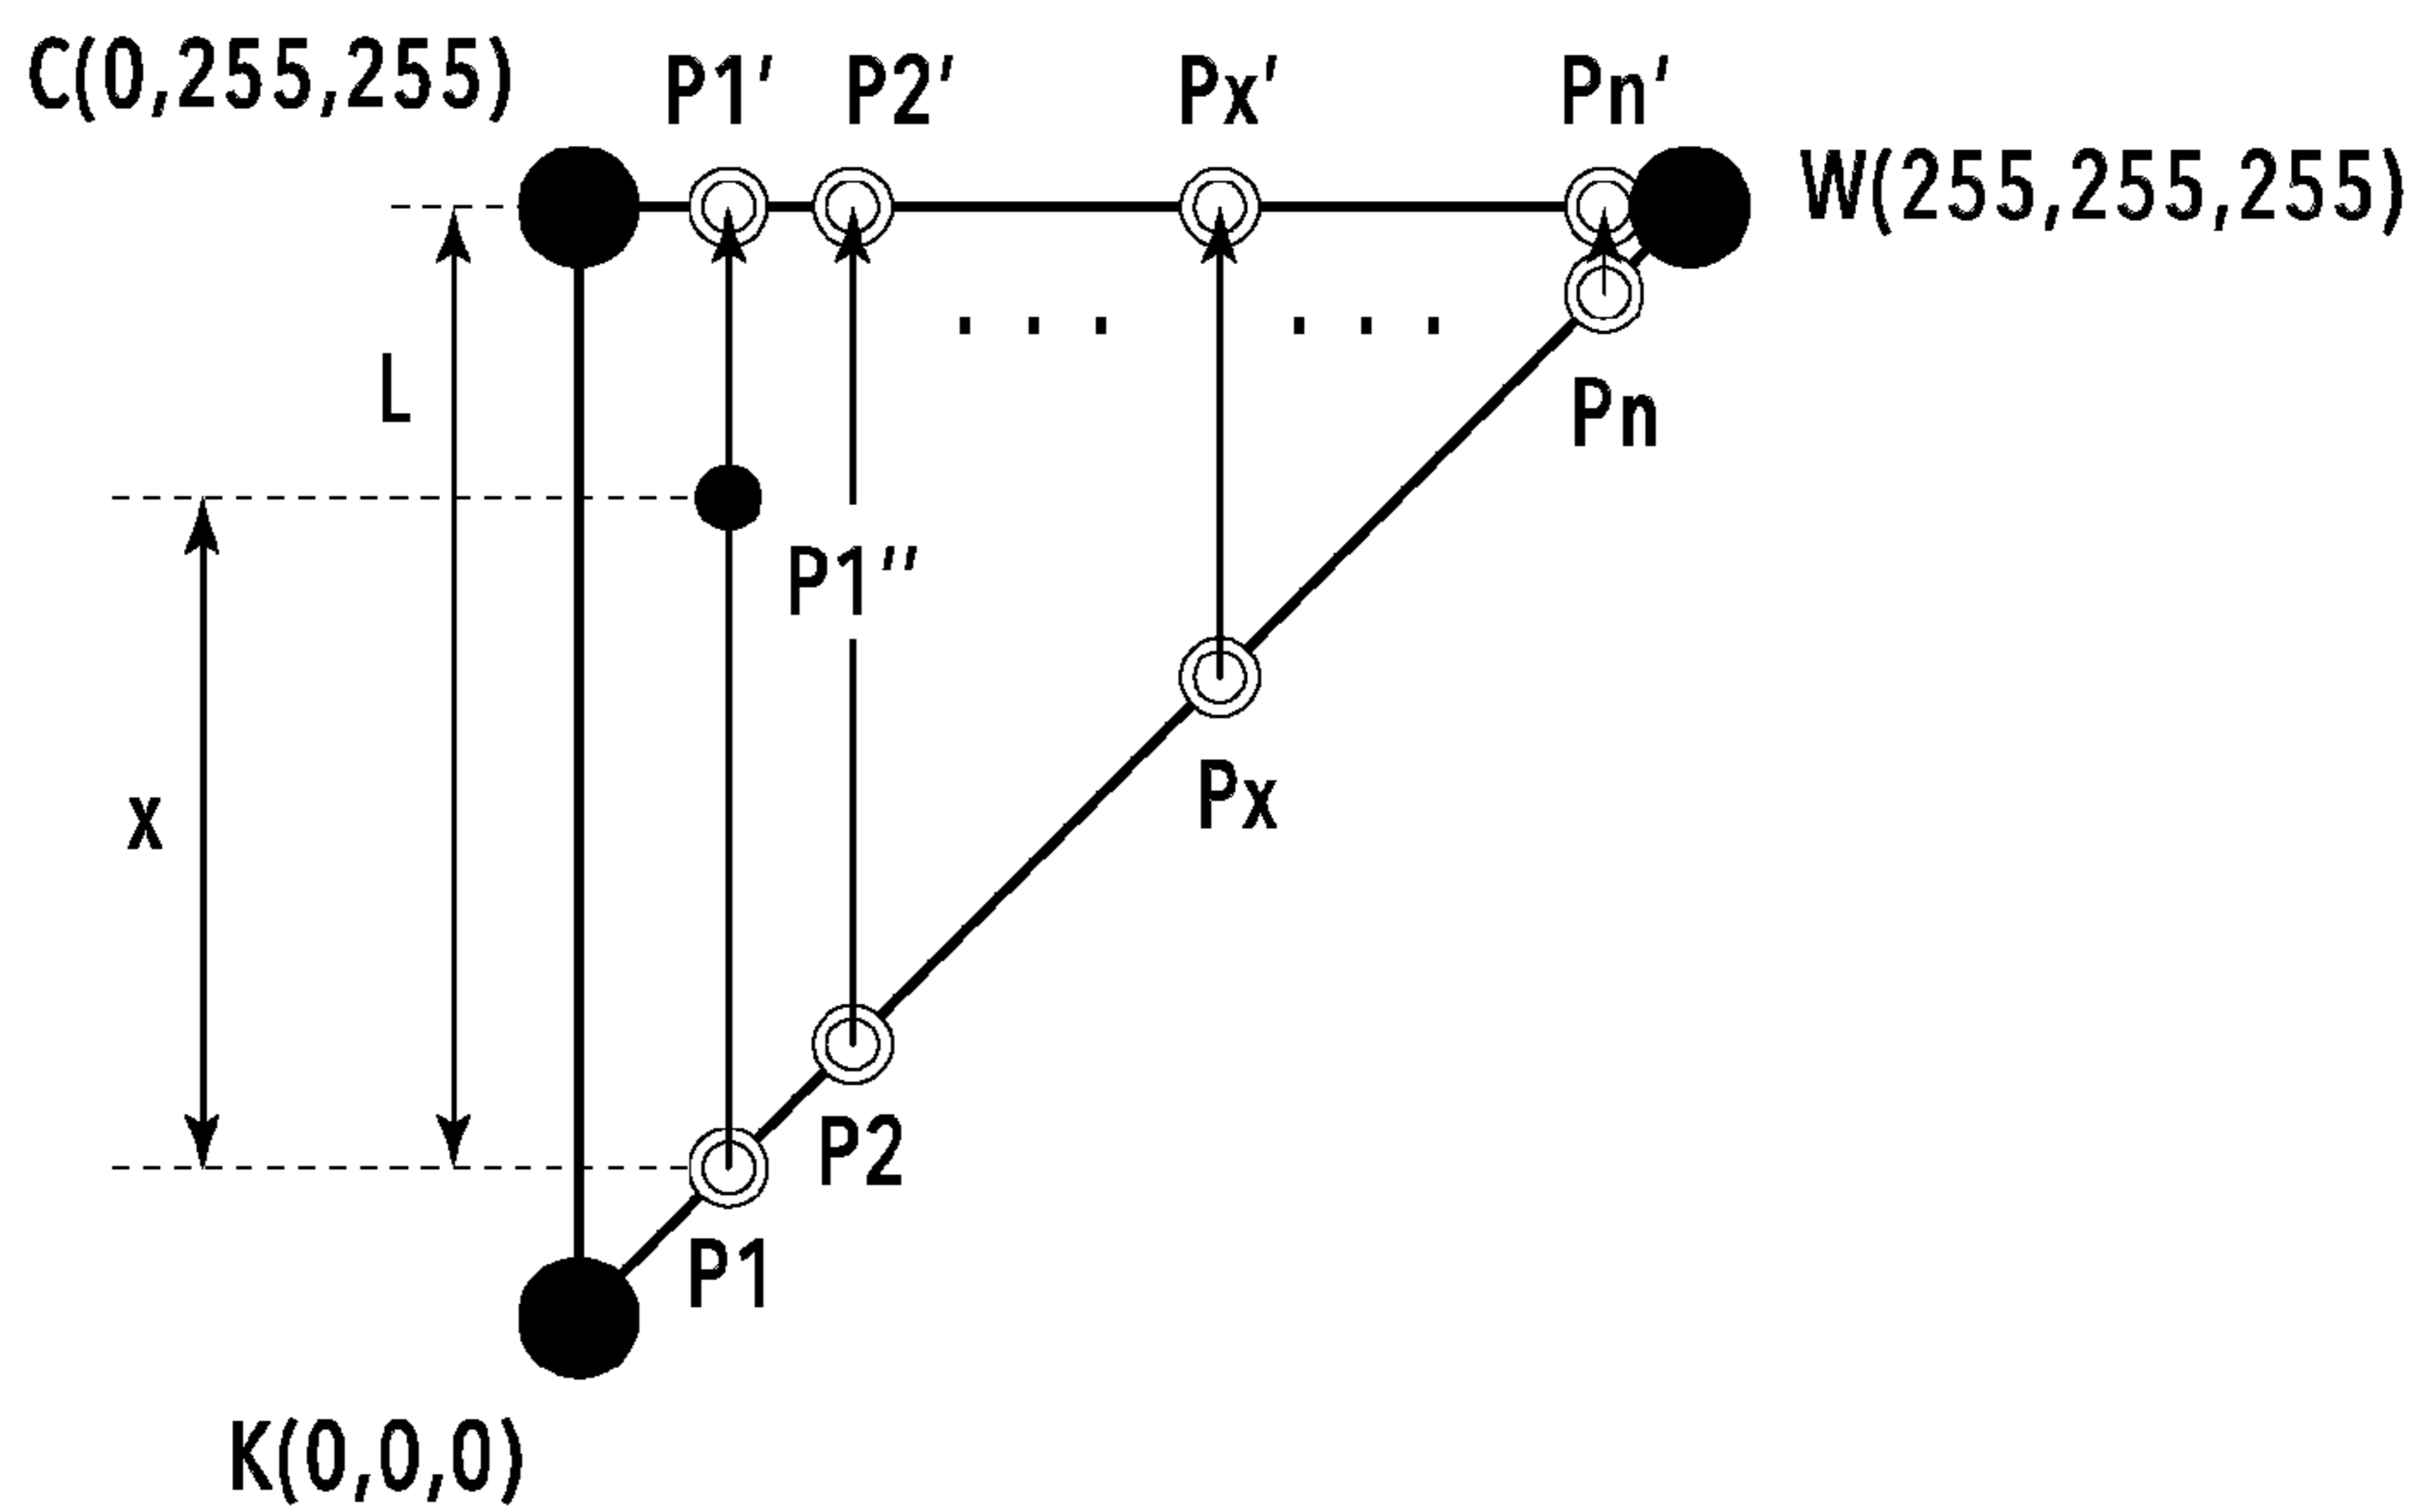 C(0,255,255)
P1′
P2′
Px′
Pn′
W(255,255,255)
. . .
. . .
L
Pn
P1″
x
Px
P2
P1
K(0,0,0)